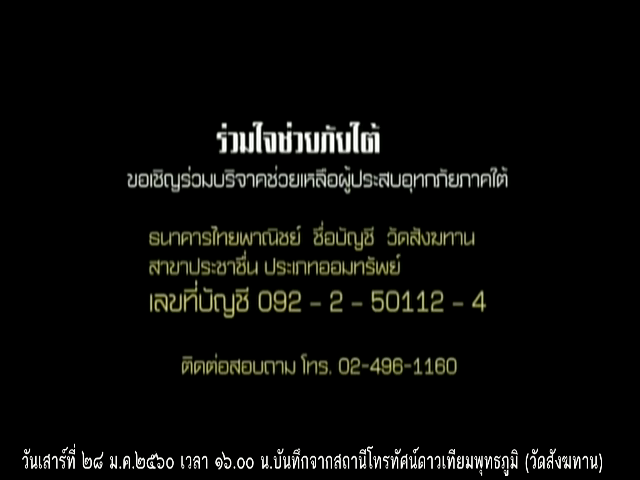 ร่วมใจช่วยภัยใต้
ขอเชิญร่วมบริจาคช่วยเหลือผู้ประสบอุทกภัยภาคใต้
ธนาคารไทยพาณิชย์ ชื่อบัญชี วัดสังฆทาน
สาขาประชาชื่น ประเภทออมทรัพย์
เลขที่บัญชี 092 - 2 - 50112 - 4
ติดต่อสอบถาม โทร. 02-496-1160
วันเสาร์ที่ ๒๘ ม.ค.๒๕๖๐ เวลา ๑๖.๐๐ น.บันทึกจากสถานีโทรทัศน์ดาวเทียมพุทธภูมิ (วัดสังฆทาน)